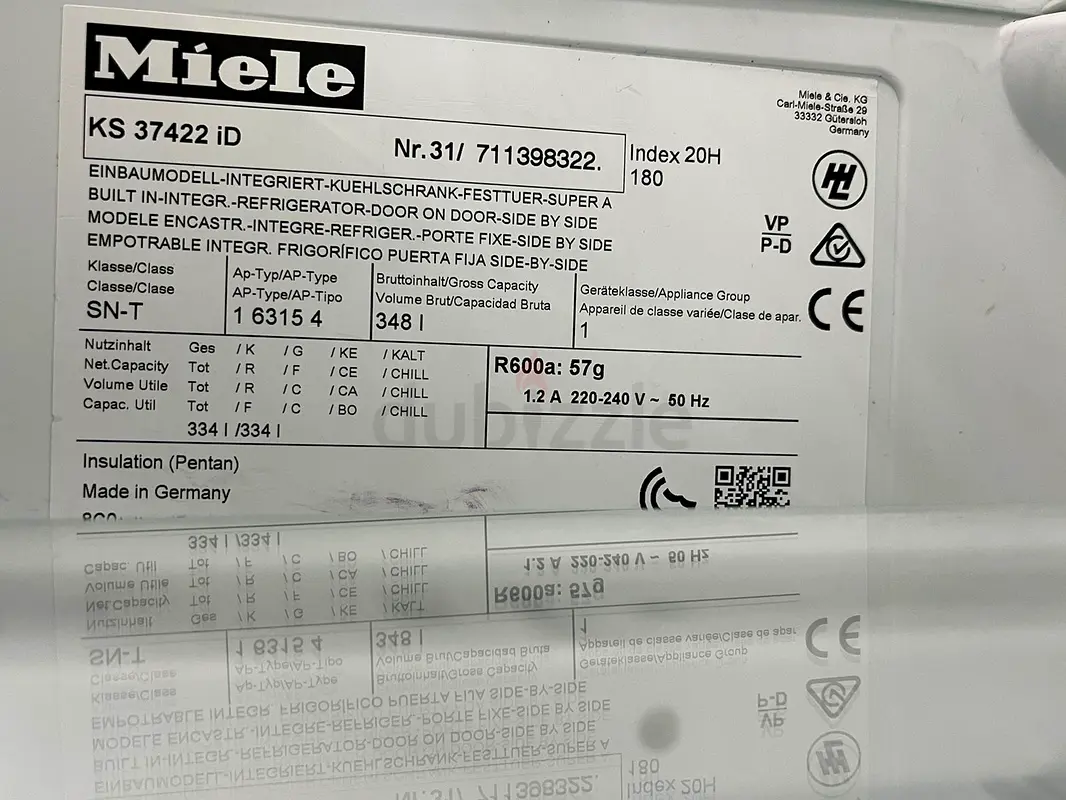 Miele
Miele & Cie. KG
Carl-Miele-Straße 29
33332 Gütersloh
Germany
KS 37422 iD Nr.31/ 711398322.
Index 20H
180
EINBAUMODELL-INTEGRIERT-KUEHLSCHRANK-FESTTUER-SUPER A
BUILT IN-INTEGR.-REFRIGERATOR-DOOR ON DOOR-SIDE BY SIDE
MODELE ENCASTR.-INTEGRE-REFRIGER.-PORTE FIXE-SIDE BY SIDE
EMPOTRABLE INTEGR. FRIGORÍFICO PUERTA FIJA SIDE-BY-SIDE
VP
P-D
CE
Klasse/Class
Classe/Clase
SN-T
Ap-Typ/AP-Type
AP-Type/AP-Tipo
1 6315 4
Bruttoinhalt/Gross Capacity
Volume Brut/Capacidad Bruta
348 l
Geräteklasse/Appliance Group
Appareil de classe variée/Clase de apar.
1
Nutzinhalt Ges / K / G / KE / KALT
Net.Capacity Tot / R / F / CE / CHILL
Volume Utile Tot / R / C / CA / CHILL
Capac. Util Tot / F / C / BO / CHILL
334 l /334 l
R600a: 57g
1.2 A 220-240 V ~ 50 Hz
dubizzle
Insulation (Pentan)
Made in Germany